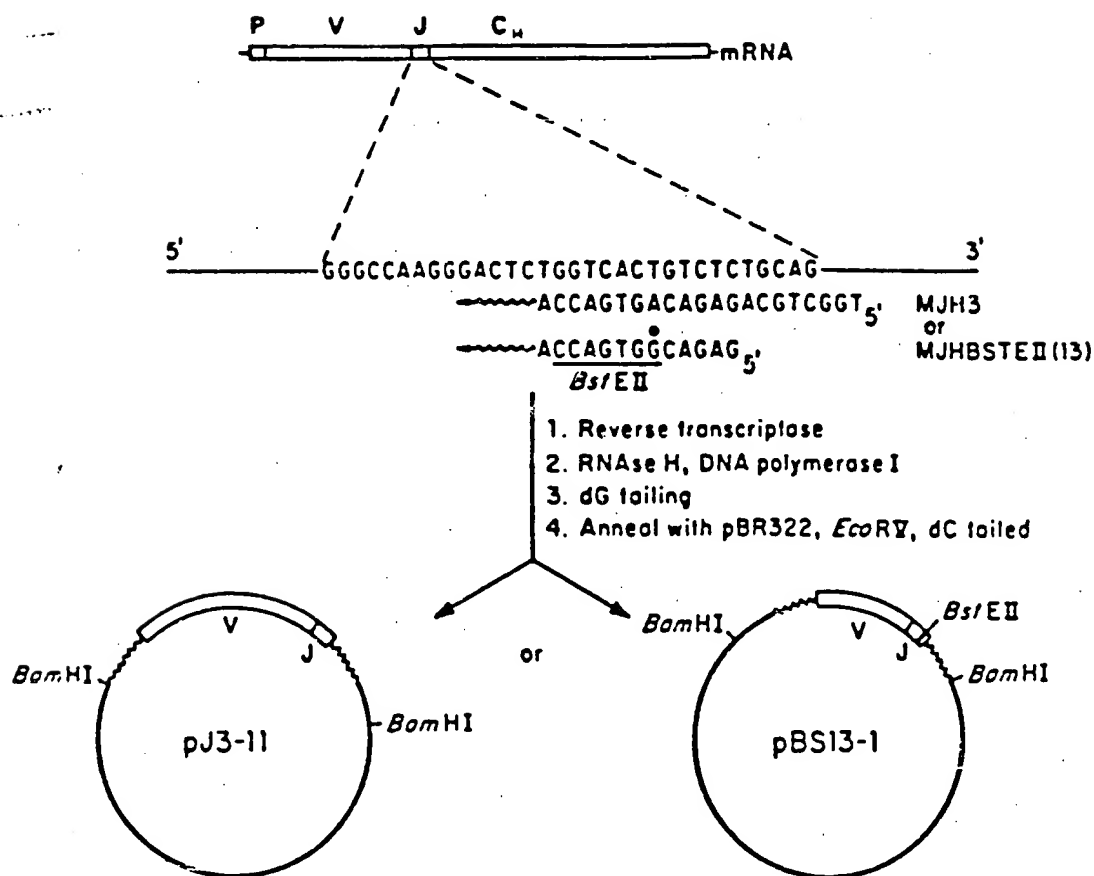 P V J C_H
mRNA
5' 3'
GGGCCAAGGGACTCTGGTCACTGTCTCTGCAG
ACCAGTGACAGAGACGTCGGT 5' MJH3
or
ACCAGTGGCAGAG 5' MJHBSTEII(13)
BstEII
1. Reverse transcriptase
2. RNAse H, DNA polymerase I
3. dG tailing
4. Anneal with pBR322, EcoRV, dC tailed
V
J
BamHI
BamHI
pJ3-11
or
BamHI
V
J
BstEII
BamHI
pBS13-1